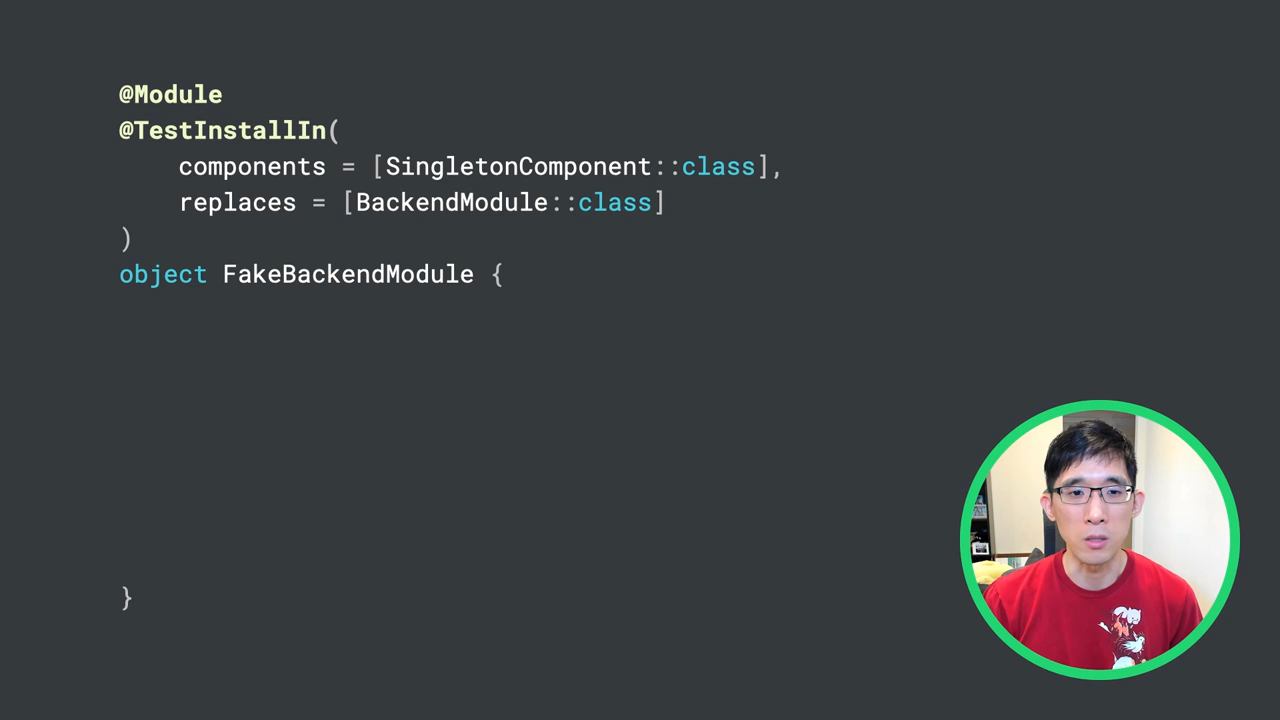 @Module
@TestInstallIn(
    components = [SingletonComponent::class],
    replaces = [BackendModule::class]
)
object FakeBackendModule {
}